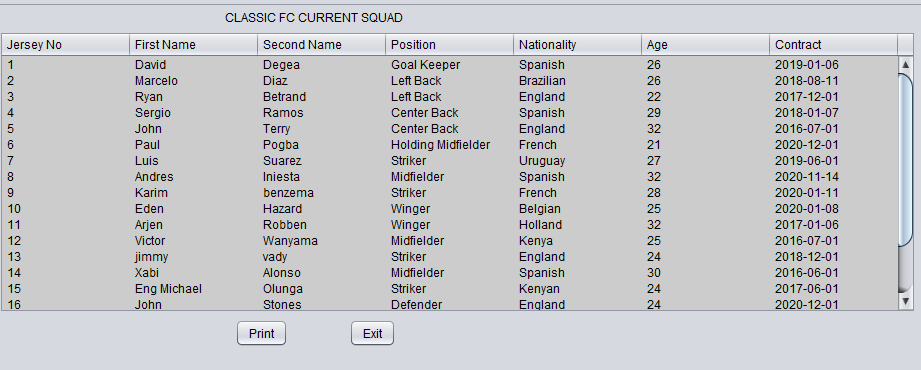 CLASSIC FC CURRENT SQUAD
Jersey No First Name Second Name Position Nationality Age Contract
1 David Degea Goal Keeper Spanish 26 2019-01-06
2 Marcelo Diaz Left Back Brazilian 26 2018-08-11
3 Ryan Betrand Left Back England 22 2017-12-01
4 Sergio Ramos Center Back Spanish 29 2018-01-07
5 John Terry Center Back England 32 2016-07-01
6 Paul Pogba Holding Midfielder French 21 2020-12-01
7 Luis Suarez Striker Uruguay 27 2019-06-01
8 Andres Iniesta Midfielder Spanish 32 2020-11-14
9 Karim benzema Striker French 28 2020-01-11
10 Eden Hazard Winger Belgian 25 2020-01-08
11 Arjen Robben Winger Holland 32 2017-01-06
12 Victor Wanyama Midfielder Kenya 25 2016-07-01
13 jimmy vady Striker England 24 2018-12-01
14 Xabi Alonso Midfielder Spanish 30 2016-06-01
15 Eng Michael Olunga Striker Kenyan 24 2017-06-01
16 John Stones Defender England 24 2020-12-01
Print Exit